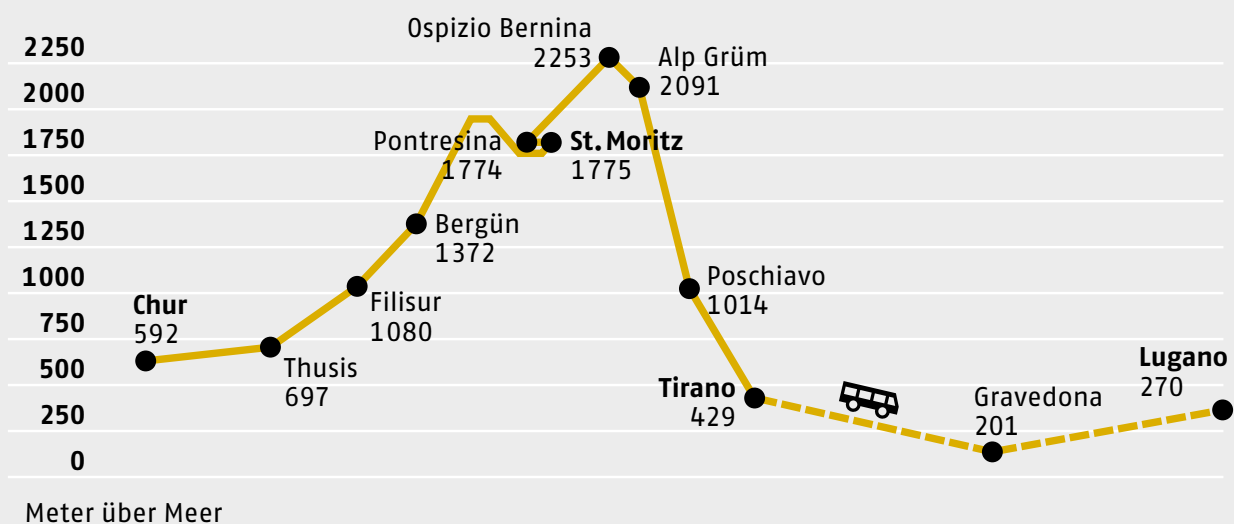 2250
2000
1750
1500
1250
1000
750
500
250
0
Chur
592
Thusis
697
Filisur
1080
Bergün
1372
Pontresina
1774
St. Moritz
1775
Ospizio Bernina
2253
Alp Grüm
2091
Poschiavo
1014
Tirano
429
Gravedona
201
Lugano
270
Meter über Meer